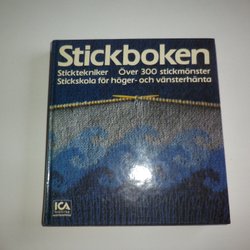 Stickboken
Sticktekniker Över 300 stickmönster
Stickskola för höger- och vänsterhänta
ICA